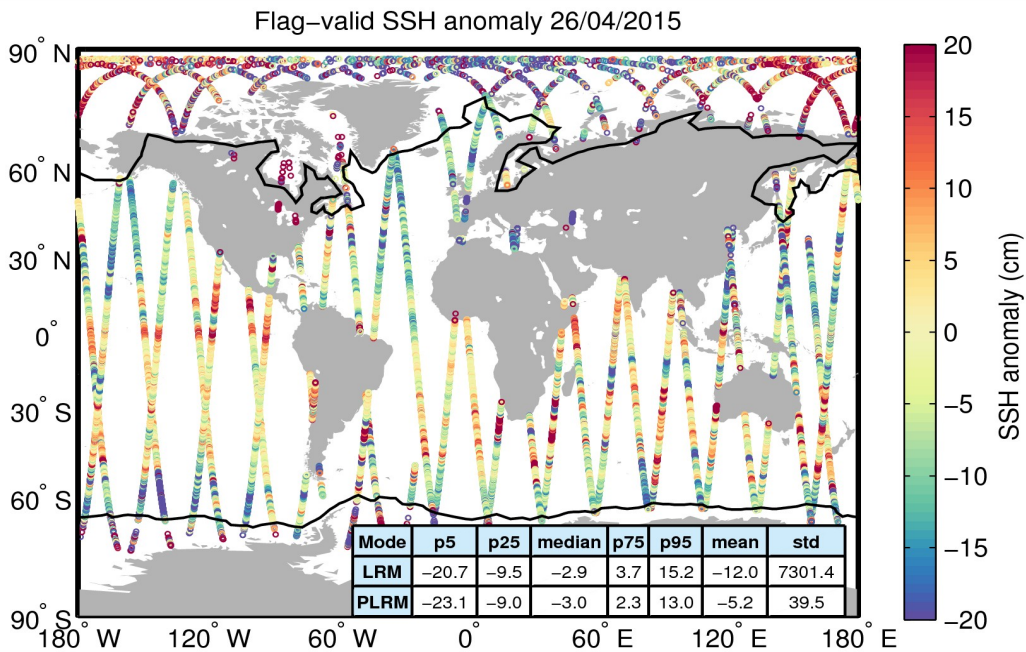 Flag−valid SSH anomaly 26/04/2015
90° N
60° N
30° N
0°
30° S
60° S
90° S
180° W
120° W
60° W
0°
60° E
120° E
180° E
20
15
10
5
0
−5
−10
−15
−20
SSH anomaly (cm)
Mode p5 p25 median p75 p95 mean std
LRM −20.7 −9.5 −2.9 3.7 15.2 −12.0 7301.4
PLRM −23.1 −9.0 −3.0 2.3 13.0 −5.2 39.5